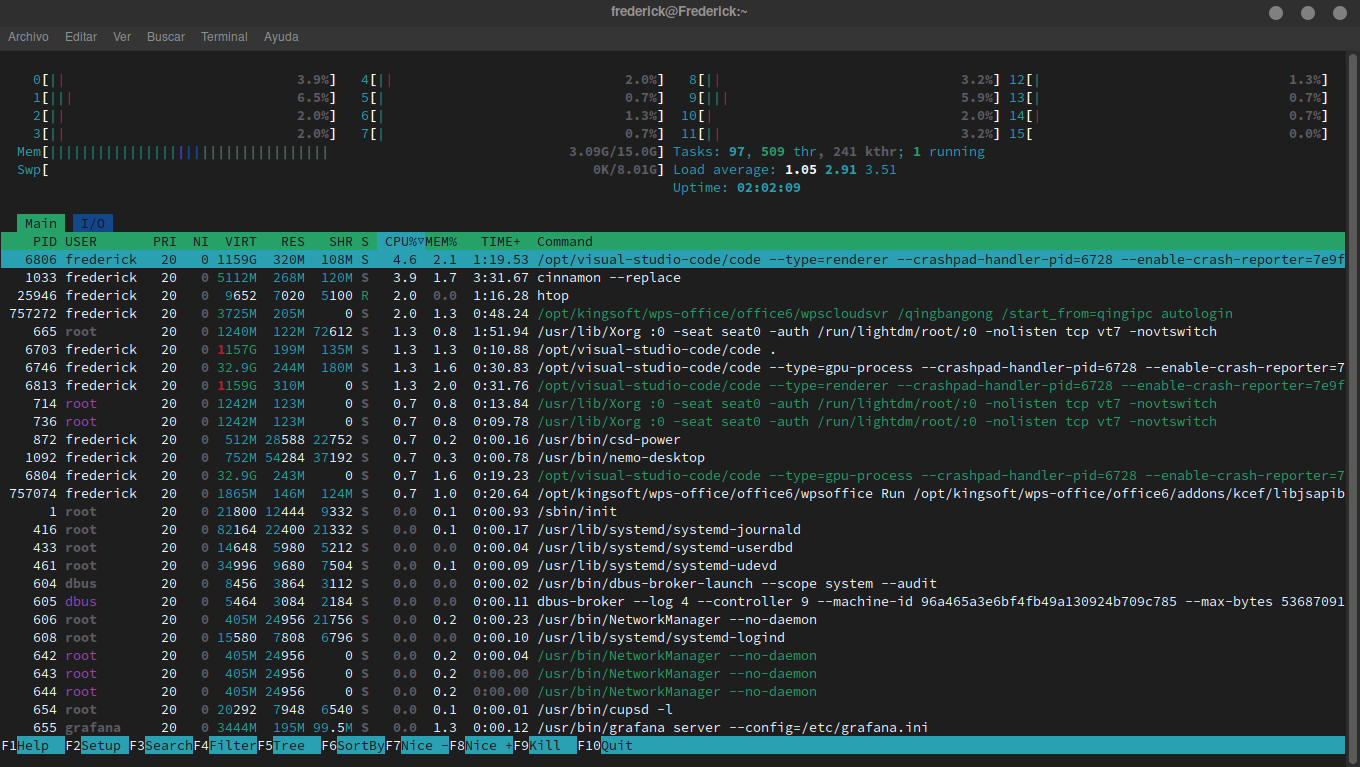 frederick@Frederick:~
Archivo Editar Ver Buscar Terminal Ayuda
0[|| 3.9%] 4[|| 2.0%] 8[|| 3.2%] 12[| 1.3%]
1[||| 6.5%] 5[| 0.7%] 9[||| 5.9%] 13[| 0.7%]
2[|| 2.0%] 6[| 1.3%] 10[| 2.0%] 14[| 0.7%]
3[|| 2.0%] 7[| 0.7%] 11[|| 3.2%] 15[ 0.0%]
Mem[||||||||||||||||||||||||||||||||||| 3.09G/15.0G] Tasks: 97, 509 thr, 241 kthr; 1 running
Swp[ 0K/8.01G] Load average: 1.05 2.91 3.51
Uptime: 02:02:09
Main I/O
PID USER PRI NI VIRT RES SHR S CPU%▽MEM% TIME+ Command
6806 frederick 20 0 1159G 320M 108M S 4.6 2.1 1:19.53 /opt/visual-studio-code/code --type=renderer --crashpad-handler-pid=6728 --enable-crash-reporter=7e9f
1033 frederick 20 0 5112M 268M 120M S 3.9 1.7 3:31.67 cinnamon --replace
25946 frederick 20 0 9652 7020 5100 R 2.0 0.0 1:16.28 htop
757272 frederick 20 0 3725M 205M 0 S 2.0 1.3 0:48.24 /opt/kingsoft/wps-office/office6/wpscloudsvr /qingbangong /start_from=qingipc autologin
665 root 20 0 1240M 122M 72612 S 1.3 0.8 1:51.94 /usr/lib/Xorg :0 -seat seat0 -auth /run/lightdm/root/:0 -nolisten tcp vt7 -novtswitch
6703 frederick 20 0 1157G 199M 135M S 1.3 1.3 0:10.88 /opt/visual-studio-code/code .
6746 frederick 20 0 32.9G 244M 180M S 1.3 1.6 0:30.83 /opt/visual-studio-code/code --type=gpu-process --crashpad-handler-pid=6728 --enable-crash-reporter=7
6813 frederick 20 0 1159G 310M 0 S 1.3 2.0 0:31.76 /opt/visual-studio-code/code --type=renderer --crashpad-handler-pid=6728 --enable-crash-reporter=7e9f
714 root 20 0 1242M 123M 0 S 0.7 0.8 0:13.84 /usr/lib/Xorg :0 -seat seat0 -auth /run/lightdm/root/:0 -nolisten tcp vt7 -novtswitch
736 root 20 0 1242M 123M 0 S 0.7 0.8 0:09.78 /usr/lib/Xorg :0 -seat seat0 -auth /run/lightdm/root/:0 -nolisten tcp vt7 -novtswitch
872 frederick 20 0 512M 28588 22752 S 0.7 0.2 0:00.16 /usr/bin/csd-power
1092 frederick 20 0 752M 54284 37192 S 0.7 0.3 0:00.78 /usr/bin/nemo-desktop
6804 frederick 20 0 32.9G 243M 0 S 0.7 1.6 0:19.23 /opt/visual-studio-code/code --type=gpu-process --crashpad-handler-pid=6728 --enable-crash-reporter=7
757074 frederick 20 0 1865M 146M 124M S 0.7 1.0 0:20.64 /opt/kingsoft/wps-office/office6/wpsoffice Run /opt/kingsoft/wps-office/office6/addons/kcef/libjsapib
1 root 20 0 21800 12444 9332 S 0.0 0.1 0:00.93 /sbin/init
416 root 20 0 82164 22400 21332 S 0.0 0.1 0:00.17 /usr/lib/systemd/systemd-journald
433 root 20 0 14648 5980 5212 S 0.0 0.0 0:00.04 /usr/lib/systemd/systemd-userdbd
461 root 20 0 34996 9680 7504 S 0.0 0.1 0:00.09 /usr/lib/systemd/systemd-udevd
604 dbus 20 0 8456 3864 3112 S 0.0 0.0 0:00.02 /usr/bin/dbus-broker-launch --scope system --audit
605 dbus 20 0 5464 3084 2184 S 0.0 0.0 0:00.11 dbus-broker --log 4 --controller 9 --machine-id 96a465a3e6bf4fb49a130924b709c785 --max-bytes 53687091
606 root 20 0 405M 24956 21756 S 0.0 0.2 0:00.23 /usr/bin/NetworkManager --no-daemon
608 root 20 0 15580 7808 6796 S 0.0 0.0 0:00.10 /usr/lib/systemd/systemd-logind
642 root 20 0 405M 24956 0 S 0.0 0.2 0:00.04 /usr/bin/NetworkManager --no-daemon
643 root 20 0 405M 24956 0 S 0.0 0.2 0:00.00 /usr/bin/NetworkManager --no-daemon
644 root 20 0 405M 24956 0 S 0.0 0.2 0:00.00 /usr/bin/NetworkManager --no-daemon
654 root 20 0 20292 7948 6540 S 0.0 0.1 0:00.01 /usr/bin/cupsd -l
655 grafana 20 0 3444M 195M 99.5M S 0.0 1.3 0:00.12 /usr/bin/grafana server --config=/etc/grafana.ini
F1Help F2Setup F3SearchF4FilterF5Tree F6SortByF7Nice -F8Nice +F9Kill F10Quit